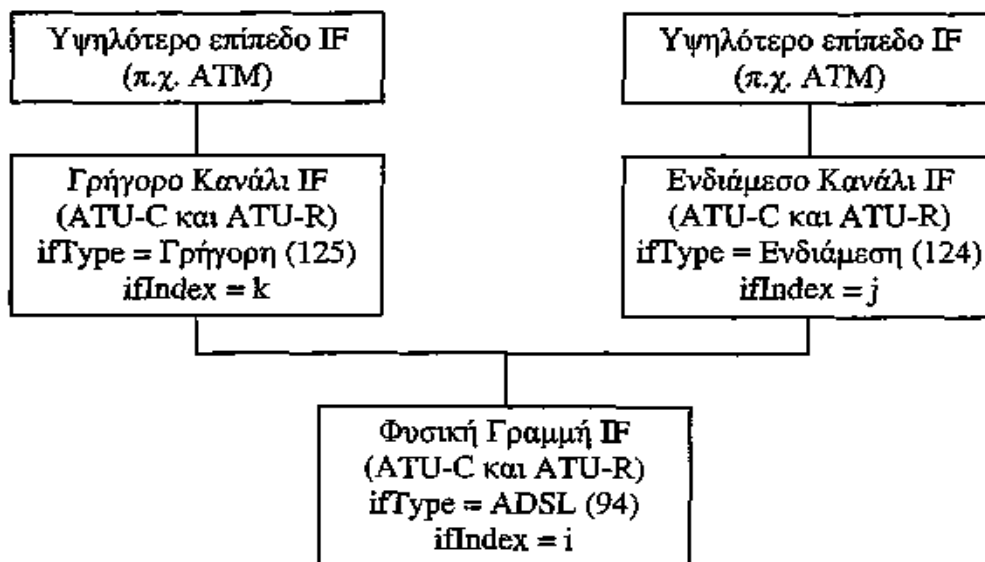 Υψηλότερο επίπεδο IF
(π.χ. ATM)
Υψηλότερο επίπεδο IF
(π.χ. ATM)
Γρήγορο Κανάλι IF
(ATU-C και ATU-R)
ifType = Γρήγορη (125)
ifIndex = k
Ενδιάμεσο Κανάλι IF
(ATU-C και ATU-R)
ifType = Ενδιάμεση (124)
ifIndex = j
Φυσική Γραμμή IF
(ATU-C και ATU-R)
ifType = ADSL (94)
ifIndex = i